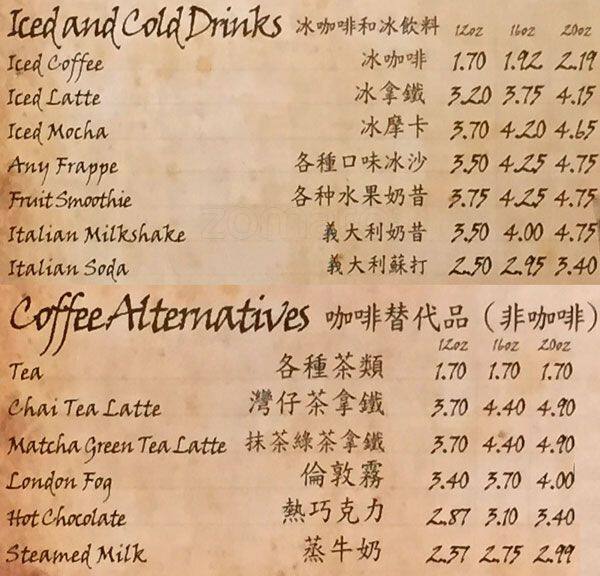 Iced and Cold Drinks 冰咖啡和冰飲料 12oz 16oz 20oz
Iced Coffee 冰咖啡 1.70 1.92 2.19
Iced Latte 冰拿鐵 3.20 3.75 4.15
Iced Mocha 冰摩卡 3.70 4.20 4.65
Any Frappe 各種口味冰沙 3.50 4.25 4.75
Fruit Smoothie 各种水果奶昔 3.75 4.25 4.75
Italian Milkshake 義大利奶昔 3.50 4.00 4.75
Italian Soda 義大利蘇打 2.50 2.95 3.40
Coffee Alternatives 咖啡替代品（非咖啡）
12oz 16oz 20oz
Tea 各種茶類 1.70 1.70 1.70
Chai Tea Latte 灣仔茶拿鐵 3.70 4.40 4.90
Matcha Green Tea Latte 抹茶綠茶拿鐵 3.70 4.40 4.90
London Fog 倫敦霧 3.40 3.70 4.00
Hot Chocolate 熱巧克力 2.87 3.10 3.40
Steamed Milk 蒸牛奶 2.37 2.75 2.99